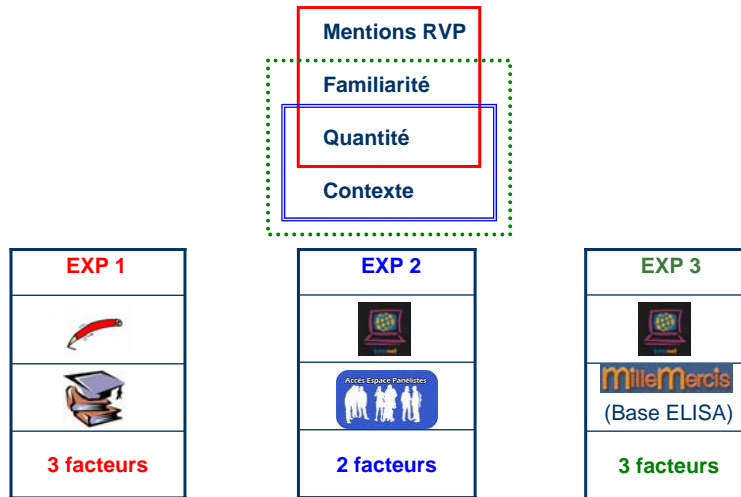 Mentions RVP
Familiarité
Quantité
Contexte
EXP 1
EXP 2
EXP 3
Accès Espace Panélistes
MilleMercis
(Base ELISA)
3 facteurs
2 facteurs
3 facteurs